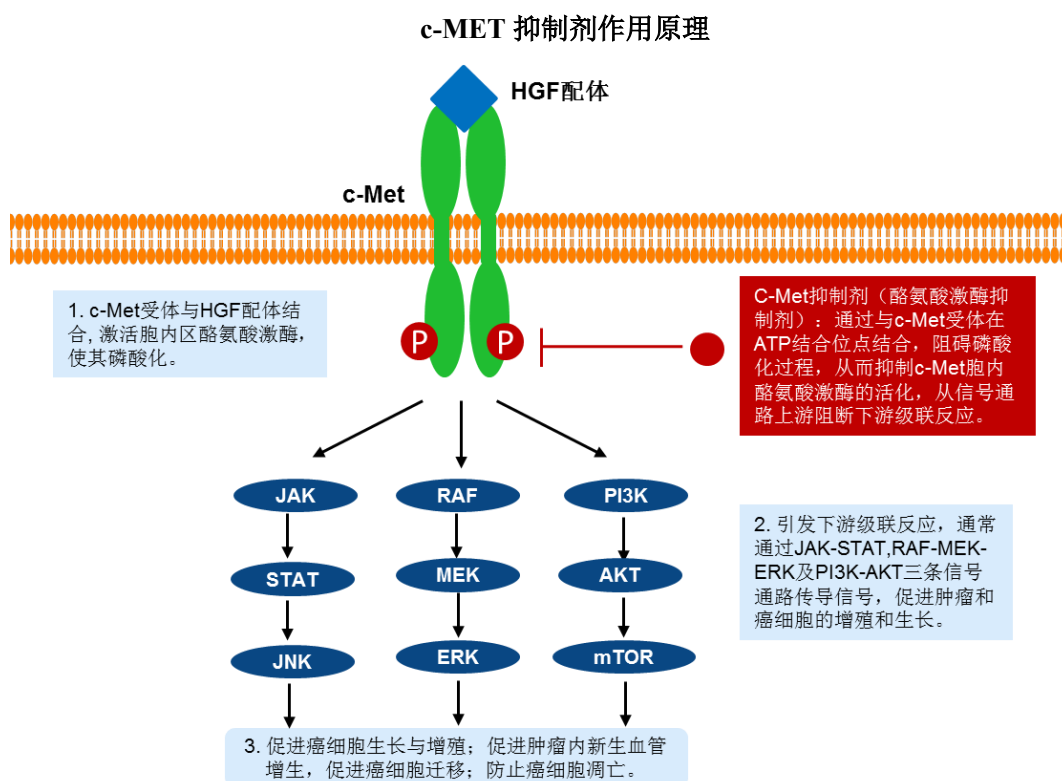 c-MET 抑制剂作用原理
HGF配体
c-Met
1. c-Met受体与HGF配体结
合, 激活胞内区酪氨酸激酶，
使其磷酸化。
P
P
C-Met抑制剂（酪氨酸激酶抑
制剂）：通过与c-Met受体在
ATP结合位点结合，阻碍磷酸
化过程，从而抑制c-Met胞内
酪氨酸激酶的活化，从信号通
路上游阻断下游级联反应。
JAK
RAF
PI3K
STAT
MEK
AKT
JNK
ERK
mTOR
2. 引发下游级联反应，通常
通过JAK-STAT,RAF-MEK-
ERK及PI3K-AKT三条信号
通路传导信号，促进肿瘤和
癌细胞的增殖和生长。
3. 促进癌细胞生长与增殖；促进肿瘤内新生血管
增生，促进癌细胞迁移；防止癌细胞凋亡。